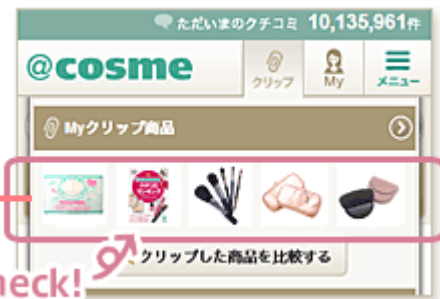 ただいまのクチコミ 10,135,961件
@cosme
クリップ
My
メニュー
Myクリップ商品
クリップした商品を比較する
heck!